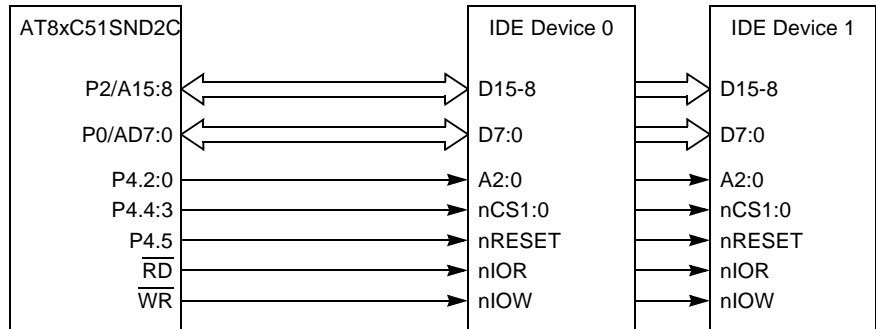 AT8xC51SND2C IDE Device 0 IDE Device 1
P2/A15:8 D15-8 D15-8
P0/AD7:0 D7:0 D7:0
P4.2:0 A2:0 A2:0
P4.4:3 nCS1:0 nCS1:0
P4.5 nRESET nRESET
RD nIOR nIOR
WR nIOW nIOW